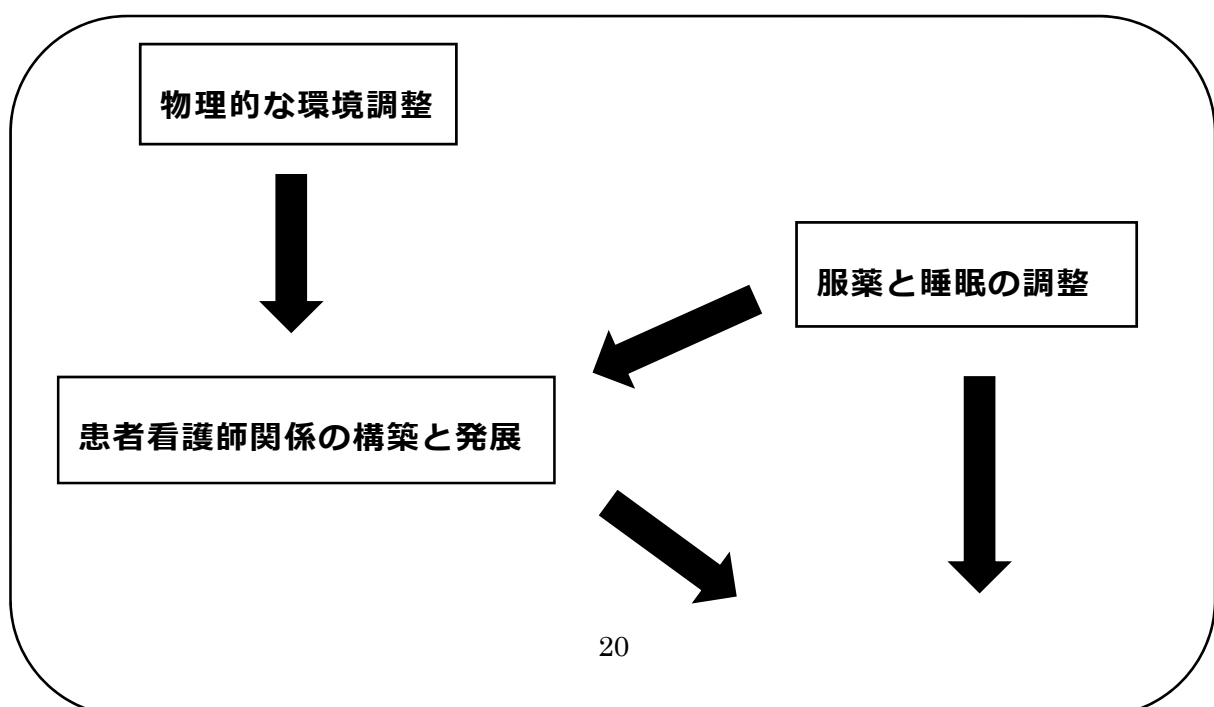 物理的な環境調整
服薬と睡眠の調整
患者看護師関係の構築と発展
20